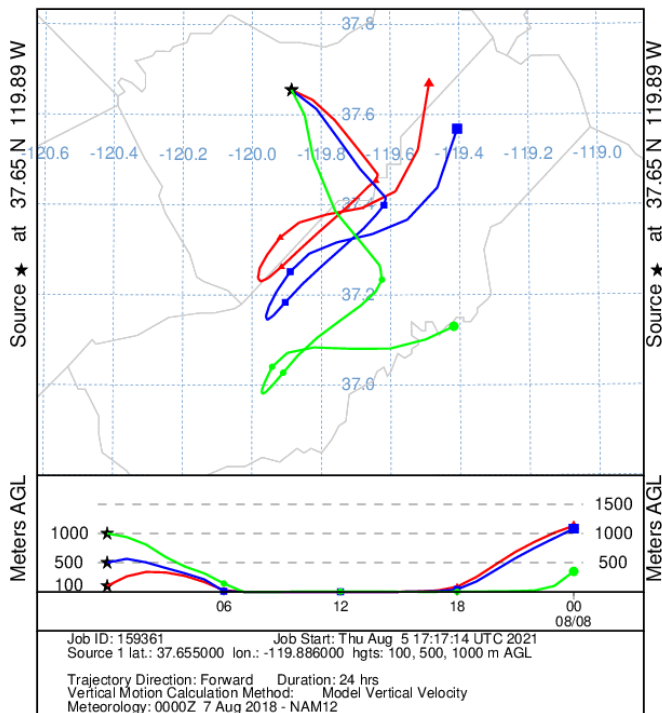 37.8
37.6
-120.6 -120.4 -120.2 -120.0 -119.8 -119.6 -119.4 -119.2 -119.0
37.4
37.2
37.0
Source ★ at 37.65 N 119.89 W
Source ★ at 37.65 N 119.89 W
Meters AGL
Meters AGL
1500
1000 1000
500 500
100
06 12 18 00
08/08
Job ID: 159361 Job Start: Thu Aug 5 17:17:14 UTC 2021
Source 1 lat.: 37.655000 lon.: -119.886000 hgts: 100, 500, 1000 m AGL
Trajectory Direction: Forward Duration: 24 hrs
Vertical Motion Calculation Method: Model Vertical Velocity
Meteorology: 0000Z 7 Aug 2018 - NAM12